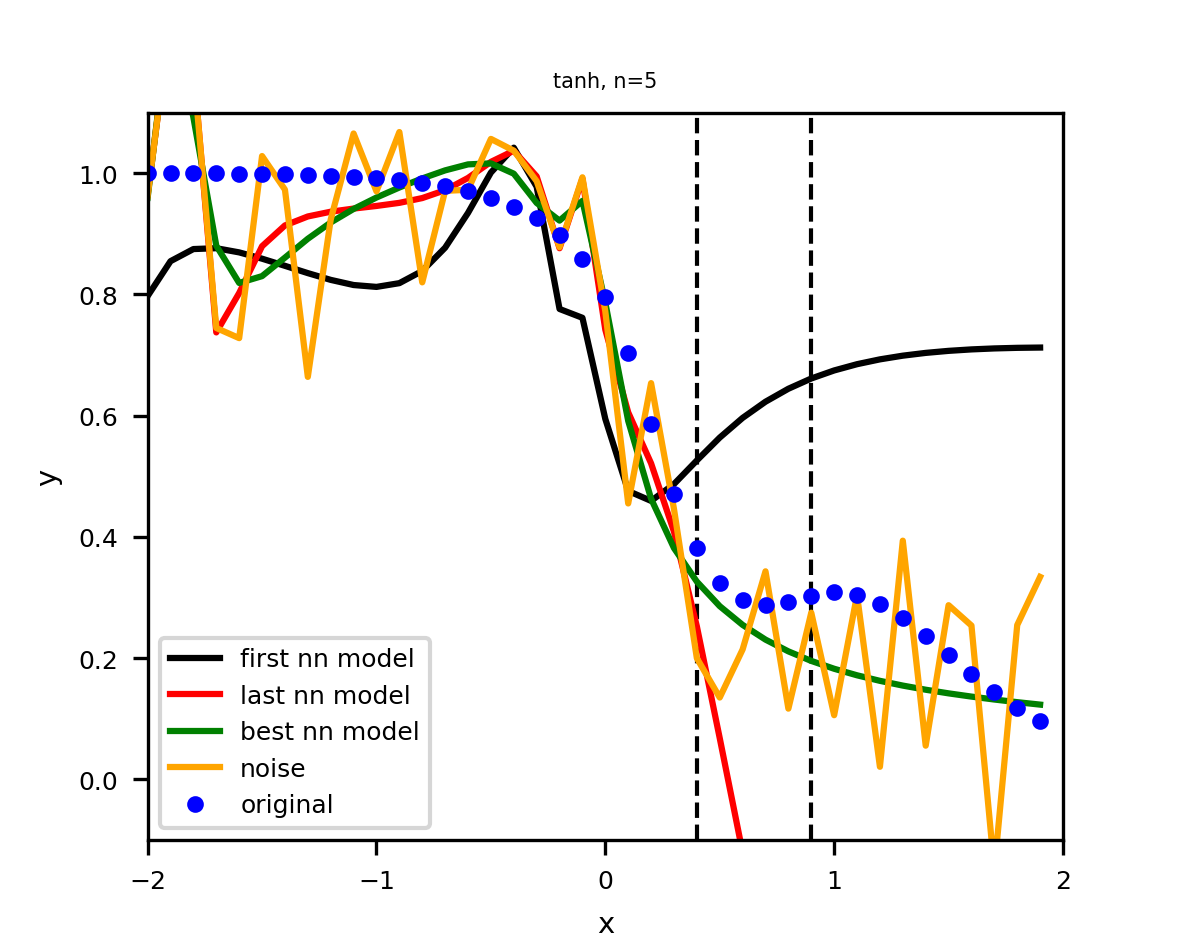 tanh, n=5
1.0
0.8
0.6
0.4
0.2
0.0
y
first nn model
last nn model
best nn model
noise
original
−2
−1
0
1
2
x